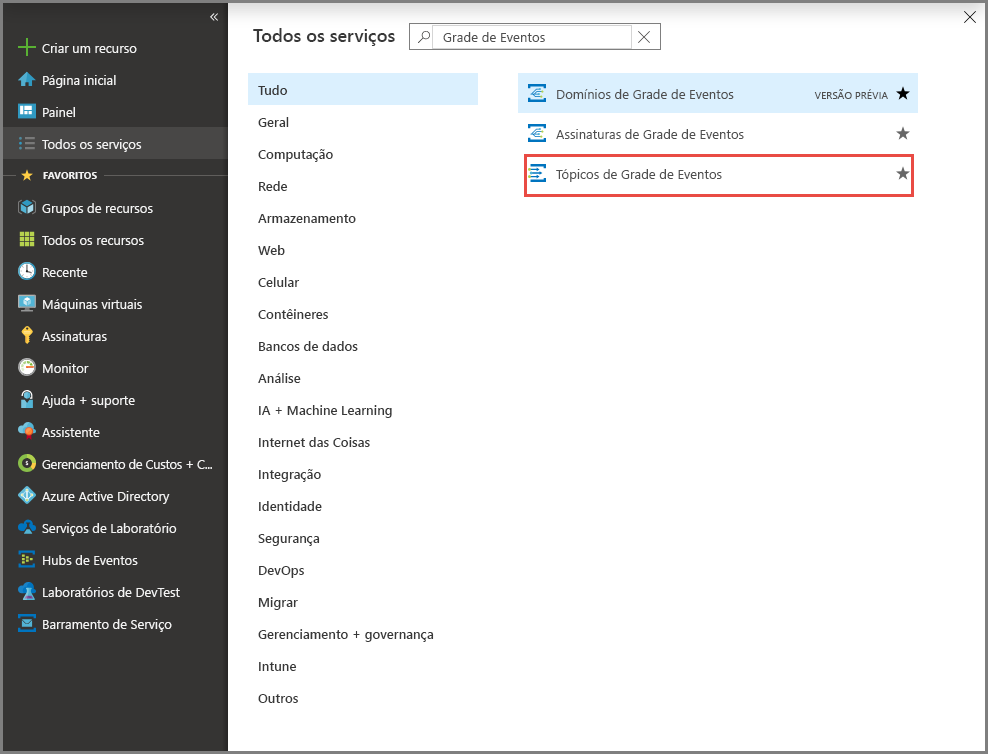 «
Criar um recurso
Página inicial
Painel
Todos os serviços
FAVORITOS
Grupos de recursos
Todos os recursos
Recente
Máquinas virtuais
Assinaturas
Monitor
Ajuda + suporte
Assistente
Gerenciamento de Custos + C...
Azure Active Directory
Serviços de Laboratório
Hubs de Eventos
Laboratórios de DevTest
Barramento de Serviço
Todos os serviços
Grade de Eventos
Tudo
Geral
Computação
Rede
Armazenamento
Web
Celular
Contêineres
Bancos de dados
Análise
IA + Machine Learning
Internet das Coisas
Integração
Identidade
Segurança
DevOps
Migrar
Gerenciamento + governança
Intune
Outros
Domínios de Grade de Eventos VERSÃO PRÉVIA
Assinaturas de Grade de Eventos
Tópicos de Grade de Eventos